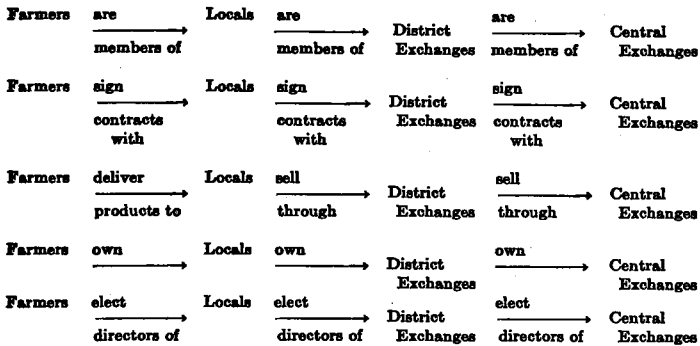 Farmers are members of Locals are members of District Exchanges are members of Central Exchanges
Farmers sign contracts with Locals sign contracts with District Exchanges sign contracts with Central Exchanges
Farmers deliver products to Locals sell through District Exchanges sell through Central Exchanges
Farmers own Locals own District Exchanges own Central Exchanges
Farmers elect directors of Locals elect directors of District Exchanges elect directors of Central Exchanges